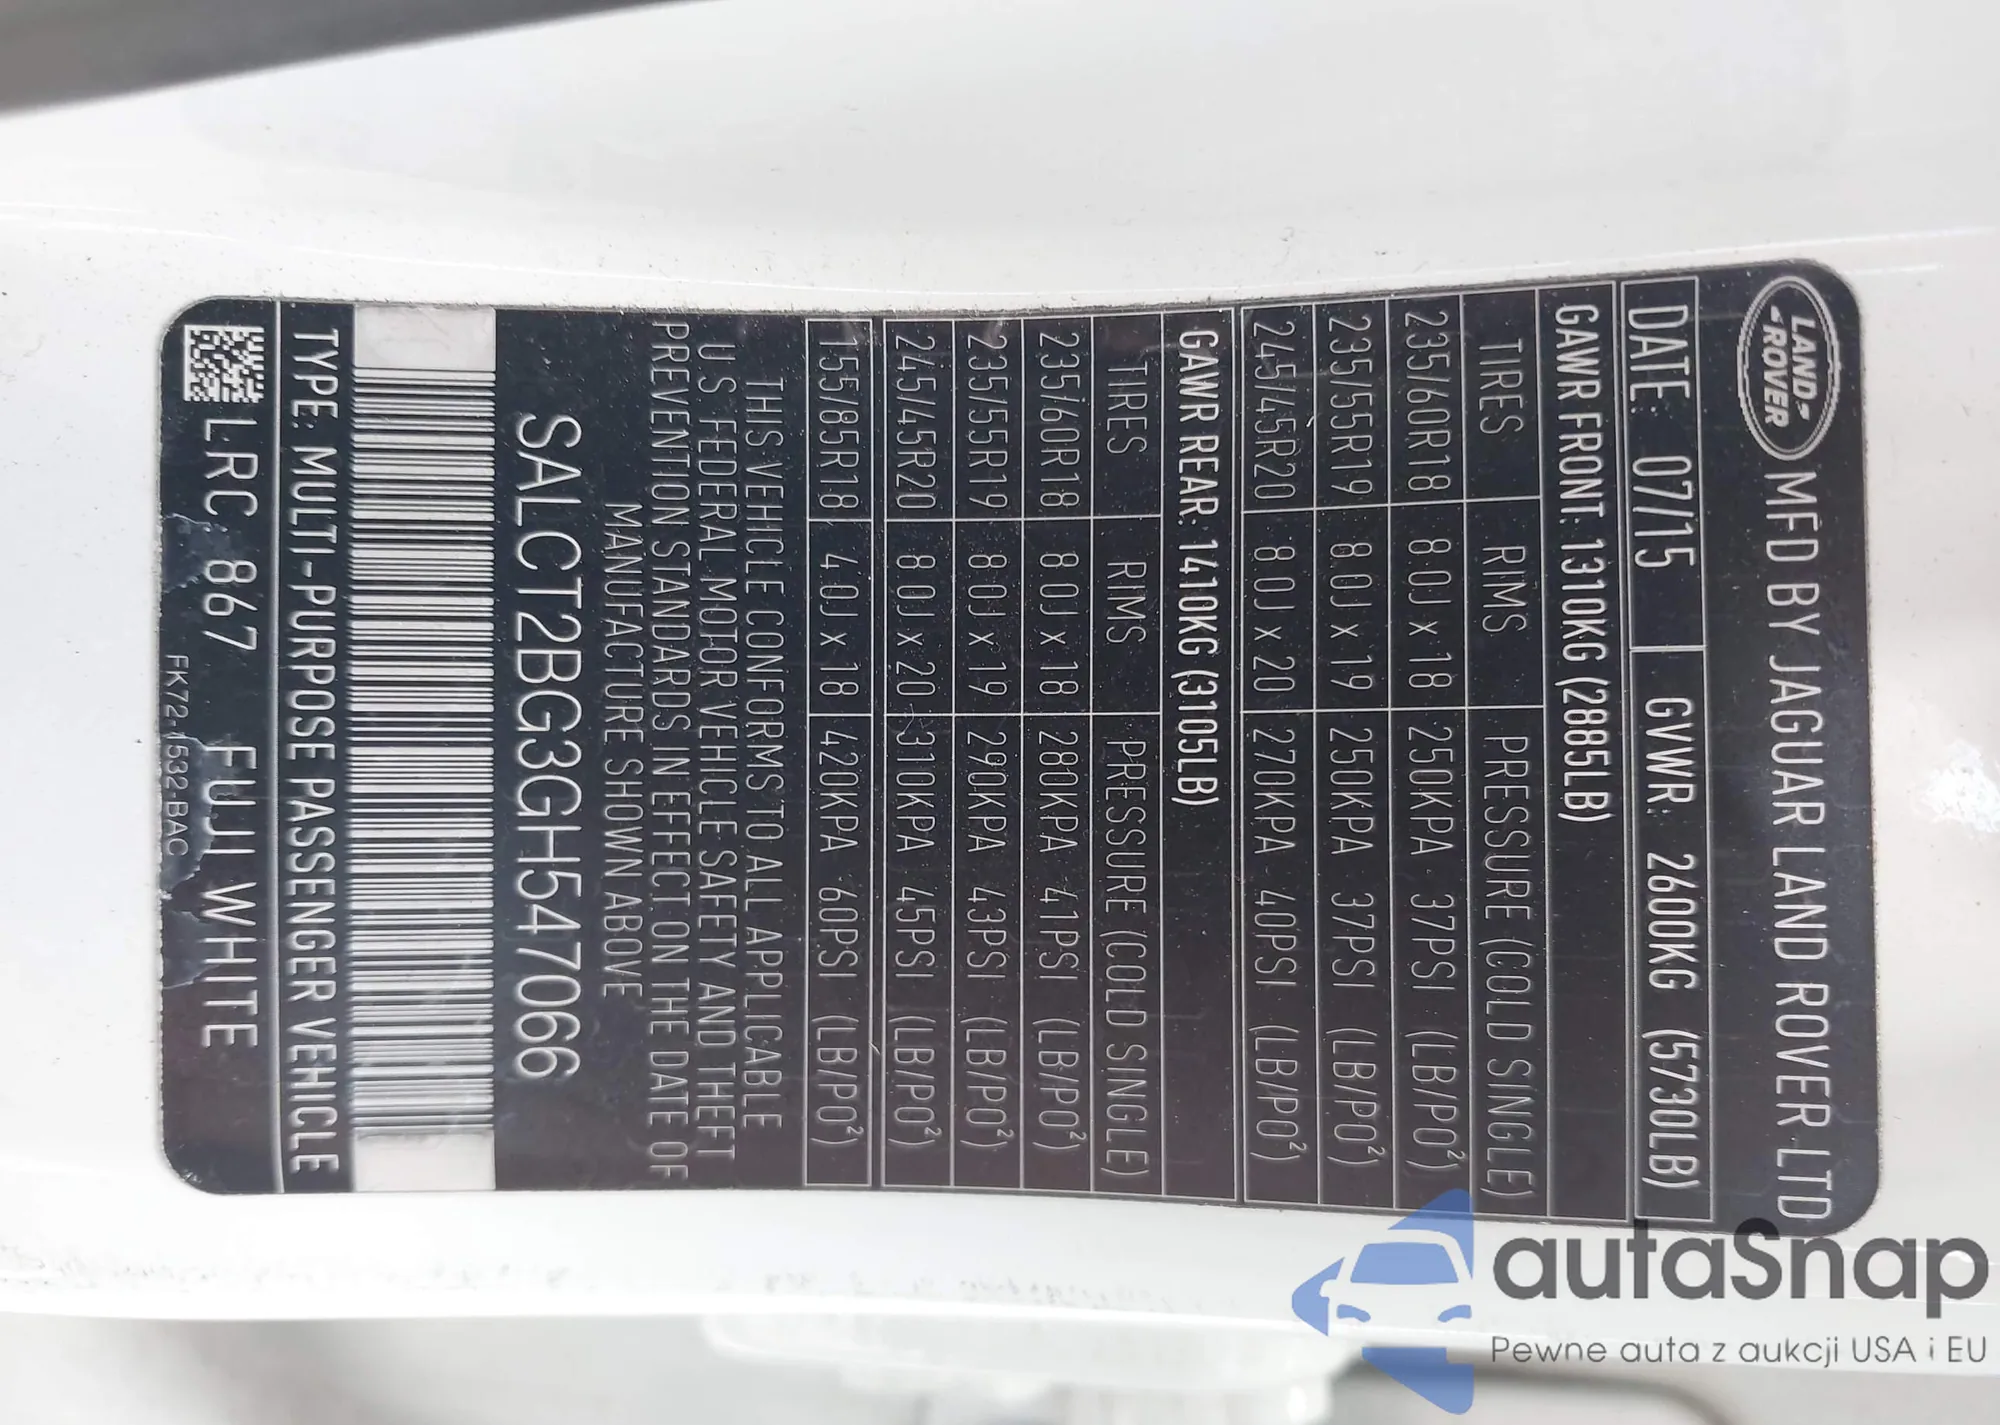 LAND
-ROVER
MFD BY JAGUAR LAND ROVER LTD
DATE: 07/15 GVWR: 2600KG (5730LB)
GAWR FRONT: 1310KG (2885LB)
TIRES RIMS PRESSURE (COLD SINGLE)
235/60R18 8.0J x 18 250KPA 37PSI (LB/PO²)
235/55R19 8.0J x 19 250KPA 37PSI (LB/PO²)
245/45R20 8.0J x 20 270KPA 40PSI (LB/PO²)
GAWR REAR: 1410KG (3105LB)
TIRES RIMS PRESSURE (COLD SINGLE)
235/60R18 8.0J x 18 280KPA 41PSI (LB/PO²)
235/55R19 8.0J x 19 290KPA 43PSI (LB/PO²)
245/45R20 8.0J x 20 310KPA 45PSI (LB/PO²)
155/85R18 4.0J x 18 420KPA 60PSI (LB/PO²)
THIS VEHICLE CONFORMS TO ALL APPLICABLE
U.S FEDERAL MOTOR VEHICLE SAFETY AND THEFT
PREVENTION STANDARDS IN EFFECT ON THE DATE OF
MANUFACTURE SHOWN ABOVE
SALCT2BG3GH547066
TYPE: MULTI-PURPOSE PASSENGER VEHICLE
LRC 867 FUJI WHITE
FK72-1532-BAC
autaSnap
Pewne auta z aukcji USA i EU